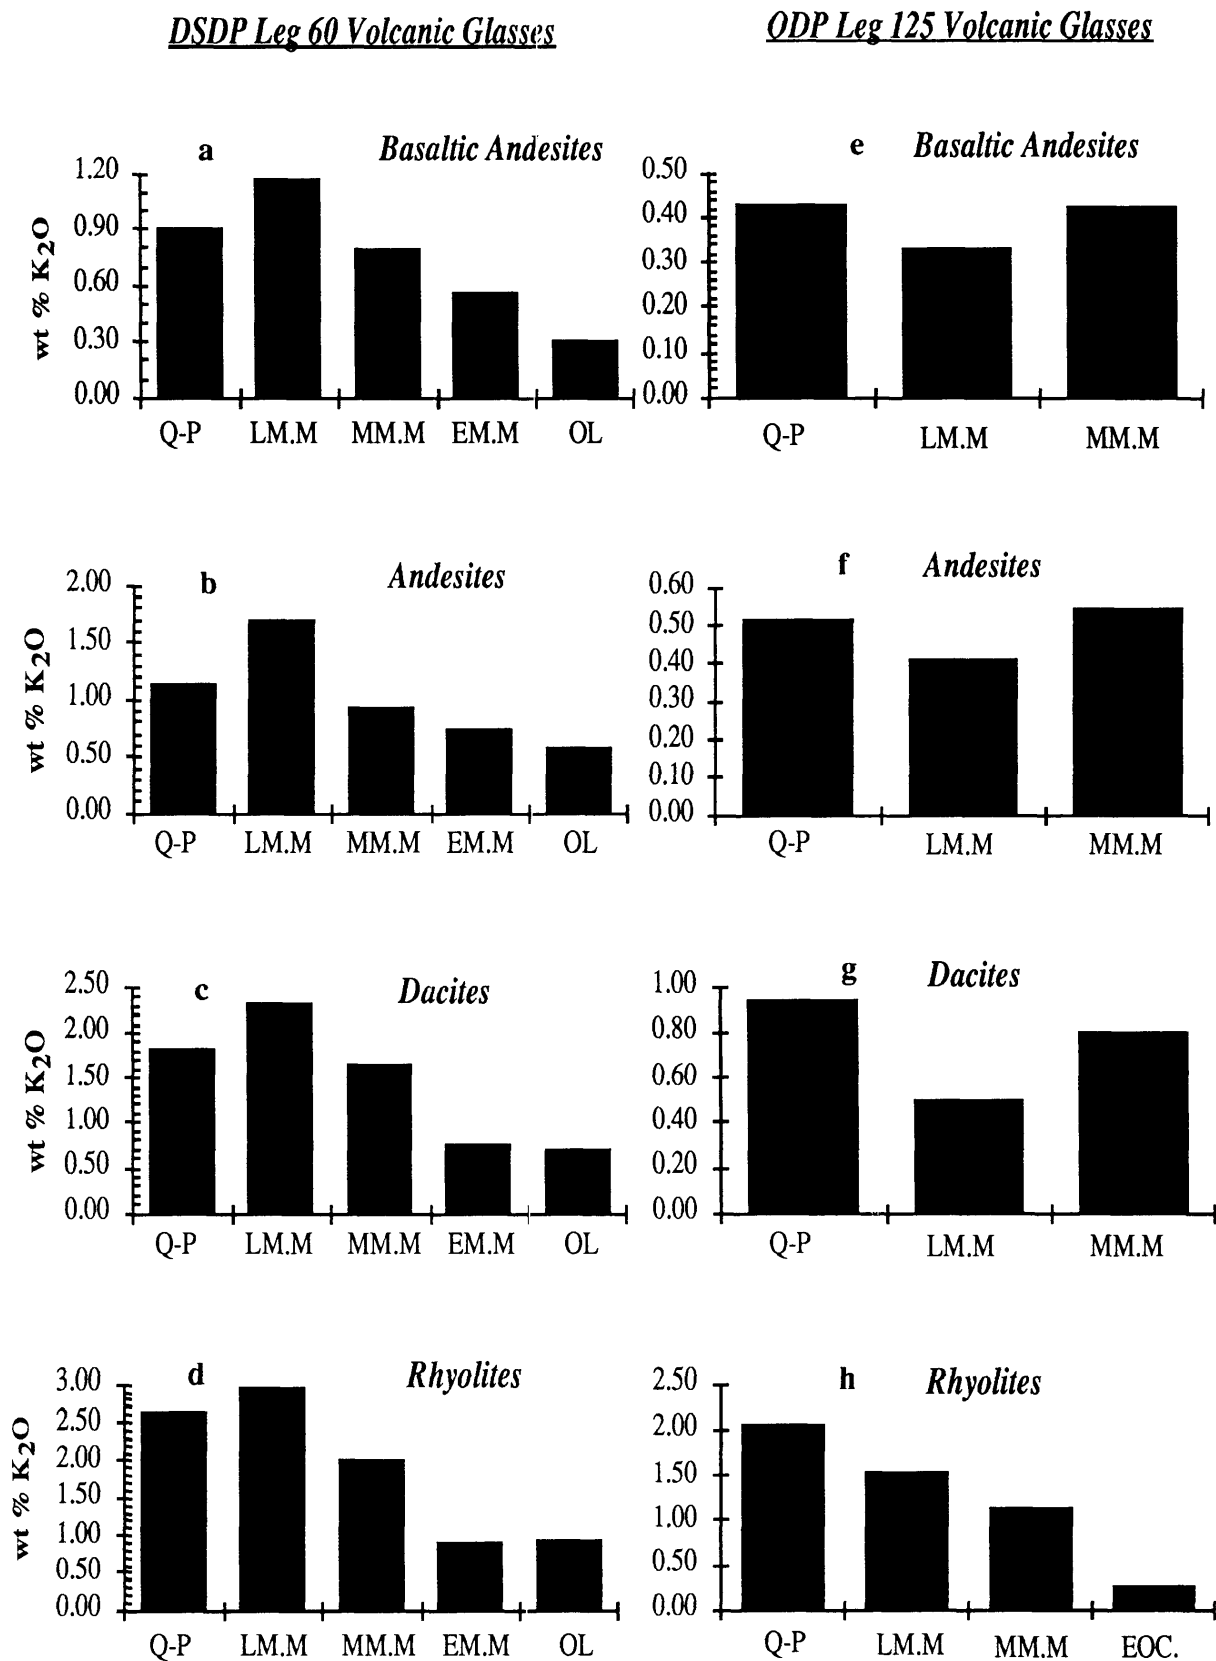 DSDP Leg 60 Volcanic Glasses
ODP Leg 125 Volcanic Glasses
a Basaltic Andesites
wt % K2O
1.20
0.90
0.60
0.30
0.00
Q-P LM.M MM.M EM.M OL
e Basaltic Andesites
0.50
0.40
0.30
0.20
0.10
0.00
Q-P LM.M MM.M
b Andesites
wt % K2O
2.00
1.50
1.00
0.50
0.00
Q-P LM.M MM.M EM.M OL
f Andesites
0.60
0.50
0.40
0.30
0.20
0.10
0.00
Q-P LM.M MM.M
c Dacites
wt % K2O
2.50
2.00
1.50
1.00
0.50
0.00
Q-P LM.M MM.M EM.M OL
g Dacites
1.00
0.80
0.60
0.40
0.20
0.00
Q-P LM.M MM.M
d Rhyolites
wt % K2O
3.00
2.50
2.00
1.50
1.00
0.50
0.00
Q-P LM.M MM.M EM.M OL
h Rhyolites
2.50
2.00
1.50
1.00
0.50
0.00
Q-P LM.M MM.M EOC.